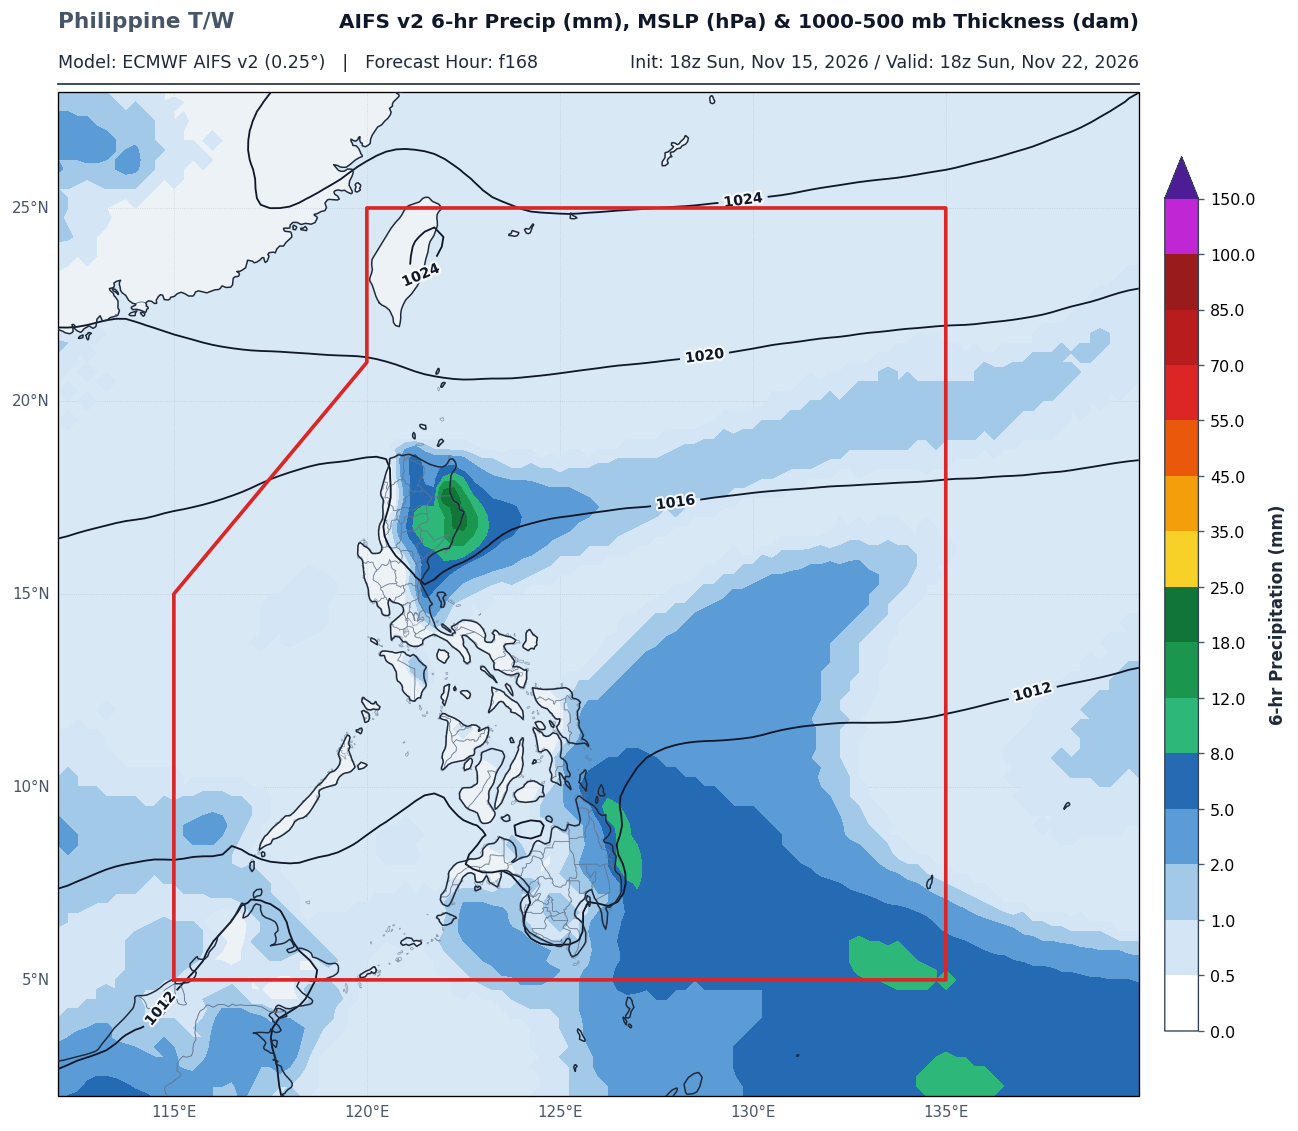 Philippine T/W
AIFS v2 6-hr Precip (mm), MSLP (hPa) & 1000-500 mb Thickness (dam)
Model: ECMWF AIFS v2 (0.25°) | Forecast Hour: f168
Init: 18z Sun, Nov 15, 2026 / Valid: 18z Sun, Nov 22, 2026
25°N
20°N
15°N
10°N
5°N
115°E
120°E
125°E
130°E
135°E
1024
1024
1020
1016
1012
1012
150.0
100.0
85.0
70.0
55.0
45.0
35.0
25.0
18.0
12.0
8.0
5.0
2.0
1.0
0.5
0.0
6-hr Precipitation (mm)